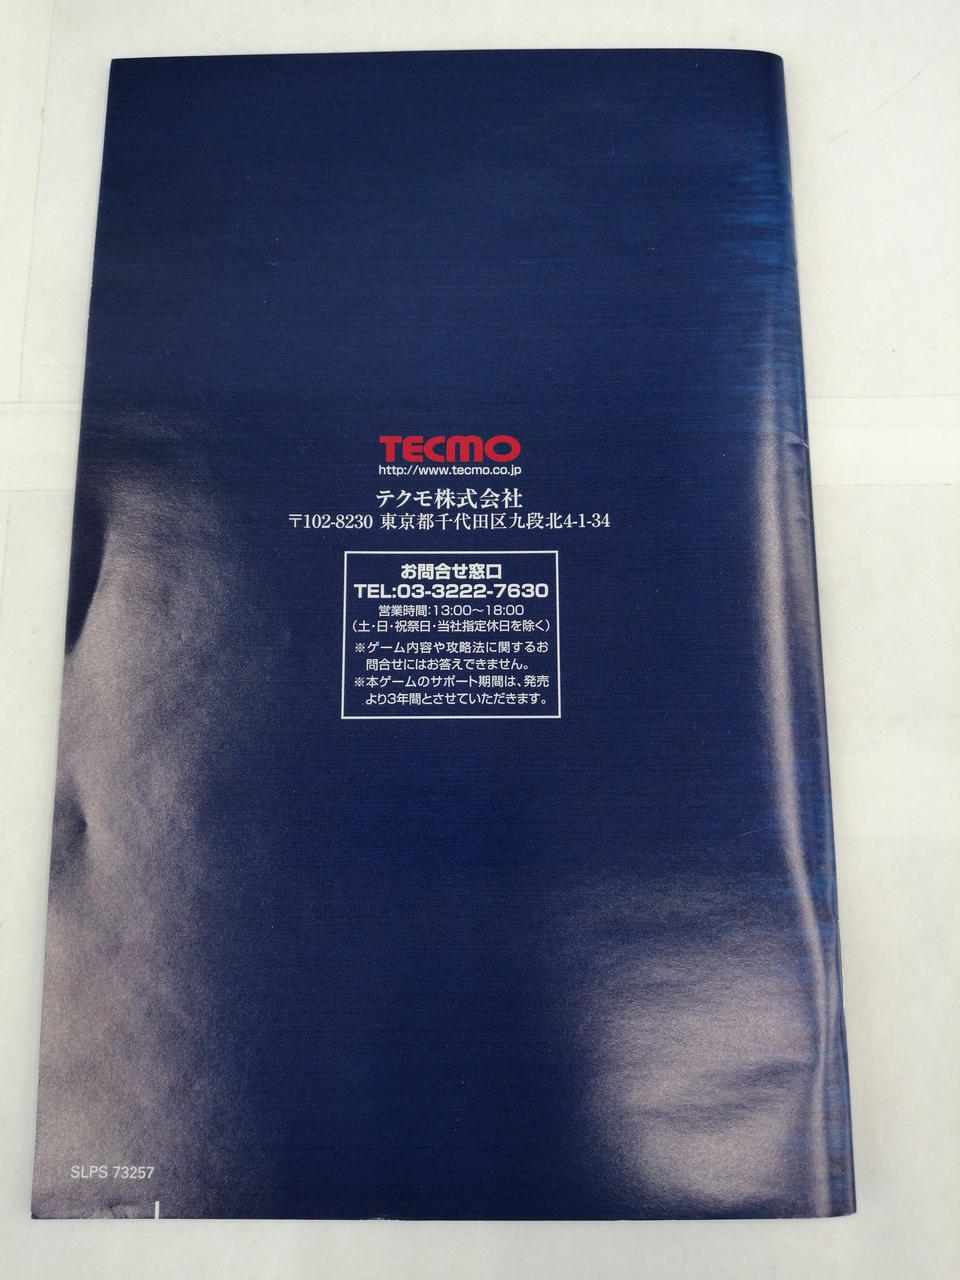 TECMO
http://www.tecmo.co.jp
テクモ株式会社
〒102-8230 東京都千代田区九段北4-1-34
お問合せ窓口
TEL:03-3222-7630
営業時間：13:00～18:00
（土・日・祝祭日・当社指定休日を除く）
※ゲーム内容や攻略法に関するお
問合せにはお答えできません。
※本ゲームのサポート期間は、発売
より3年間とさせていただきます。
SLPS 73257